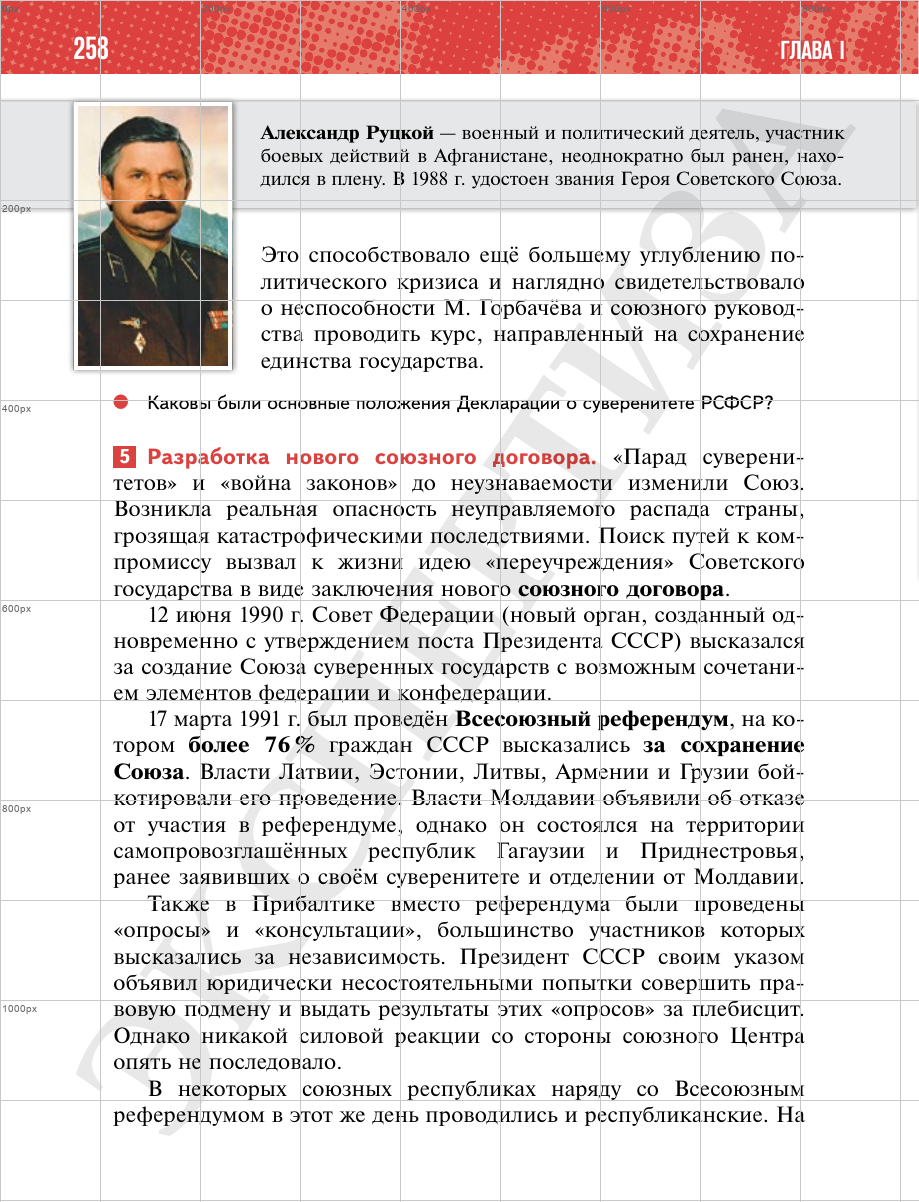 258
ГЛАВА I
Александр Руцкой — военный и политический деятель, участник
боевых действий в Афганистане, неоднократно был ранен, нахо-
дился в плену. В 1988 г. удостоен звания Героя Советского Союза.
Это способствовало ещё большему углублению по-
литического кризиса и наглядно свидетельствовало
о неспособности М. Горбачёва и союзного руковод-
ства проводить курс, направленный на сохранение
единства государства.
Каковы были основные положения Декларации о суверенитете РСФСР?
5 Разработка нового союзного договора. «Парад суверени-
тетов» и «война законов» до неузнаваемости изменили Союз.
Возникла реальная опасность неуправляемого распада страны,
грозящая катастрофическими последствиями. Поиск путей к ком-
промиссу вызвал к жизни идею «переучреждения» Советского
государства в виде заключения нового союзного договора.
12 июня 1990 г. Совет Федерации (новый орган, созданный од-
новременно с утверждением поста Президента СССР) высказался
за создание Союза суверенных государств с возможным сочетани-
ем элементов федерации и конфедерации.
17 марта 1991 г. был проведён Всесоюзный референдум, на ко-
тором более 76 % граждан СССР высказались за сохранение
Союза. Власти Латвии, Эстонии, Литвы, Армении и Грузии бой-
котировали его проведение. Власти Молдавии объявили об отказе
от участия в референдуме, однако он состоялся на территории
самопровозглашённых республик Гагаузии и Приднестровья,
ранее заявивших о своём суверенитете и отделении от Молдавии.
Также в Прибалтике вместо референдума были проведены
«опросы» и «консультации», большинство участников которых
высказались за независимость. Президент СССР своим указом
объявил юридически несостоятельными попытки совершить пра-
вовую подмену и выдать результаты этих «опросов» за плебисцит.
Однако никакой силовой реакции со стороны союзного Центра
опять не последовало.
В некоторых союзных республиках наряду со Всесоюзным
референдумом в этот же день проводились и республиканские. На
ЭКСПЕРТИЗА
200px
400px
600px
800px
1000px